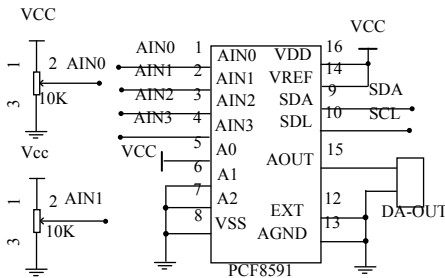 VCC
1
2 AIN0
10K
3
Vcc
1
2 AIN1
10K
3
AIN0 1
AIN1 2
AIN2 3
AIN3 4
5
VCC 6
7
8
AIN0
AIN1
AIN2
AIN3
A0
A1
A2
VSS
VDD
VREF
SDA
SDL
AOUT
EXT
AGND
16
14
9
10
15
12
13
VCC
SDA
SCL
DA-OUT
PCF8591